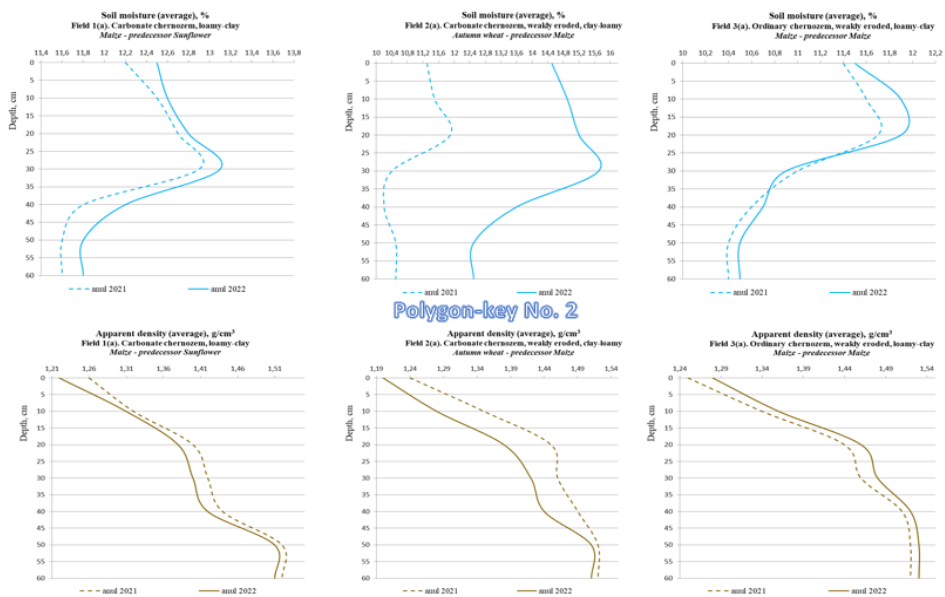 Soil moisture (average), %
Field 1(a). Carbonate chernozem, loamy-clay
Maize - predecessor Sunflower
11,4 11,6 11,8 12 12,2 12,4 12,6 12,8 13 13,2 13,4 13,6 13,8
0
5
10
15
20
25
30
35
40
45
50
55
60
Depth, cm
anul 2021 anul 2022
Soil moisture (average), %
Field 2(a). Carbonate chernozem, weakly eroded, clay-loamy
Autumn wheat - predecessor Maize
10 10,4 10,8 11,2 11,6 12 12,4 12,8 13,2 13,6 14 14,4 14,8 15,2 15,6 16
0
5
10
15
20
25
30
35
40
45
50
55
60
Depth, cm
anul 2021 anul 2022
Soil moisture (average), %
Field 3(a). Ordinary chernozem, weakly eroded, loamy-clay
Maize - predecessor Maize
10 10,2 10,4 10,6 10,8 11 11,2 11,4 11,6 11,8 12 12,2
0
5
10
15
20
25
30
35
40
45
50
55
60
Depth, cm
anul 2021 anul 2022
Polygon-key No. 2
Apparent density (average), g/cm³
Field 1(a). Carbonate chernozem, loamy-clay
Maize - predecessor Sunflower
1,25 1,26 1,31 1,36 1,41 1,46 1,51
0
5
10
15
20
25
30
35
40
45
50
55
60
Depth, cm
anul 2021 anul 2022
Apparent density (average), g/cm³
Field 2(a). Carbonate chernozem, weakly eroded, clay-loamy
Autumn wheat - predecessor Maize
1,19 1,24 1,29 1,34 1,39 1,44 1,49 1,54
0
5
10
15
20
25
30
35
40
45
50
55
60
Depth, cm
anul 2021 anul 2022
Apparent density (average), g/cm³
Field 3(a). Ordinary chernozem, weakly eroded, loamy-clay
Maize - predecessor Maize
1,24 1,29 1,34 1,39 1,44 1,49 1,54
0
5
10
15
20
25
30
35
40
45
50
55
60
Depth, cm
anul 2021 anul 2022